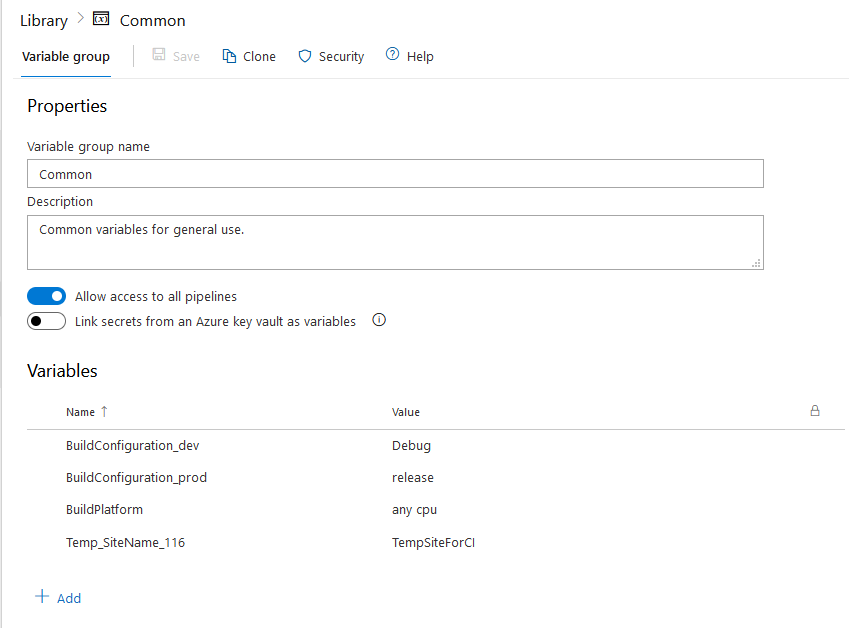 Library > Common
Variable group Save Clone Security Help
Properties
Variable group name
Common
Description
Common variables for general use.
Allow access to all pipelines
Link secrets from an Azure key vault as variables
Variables
Name ↑ Value
BuildConfiguration_dev Debug
BuildConfiguration_prod release
BuildPlatform any cpu
Temp_SiteName_116 TempSiteForCI
+ Add